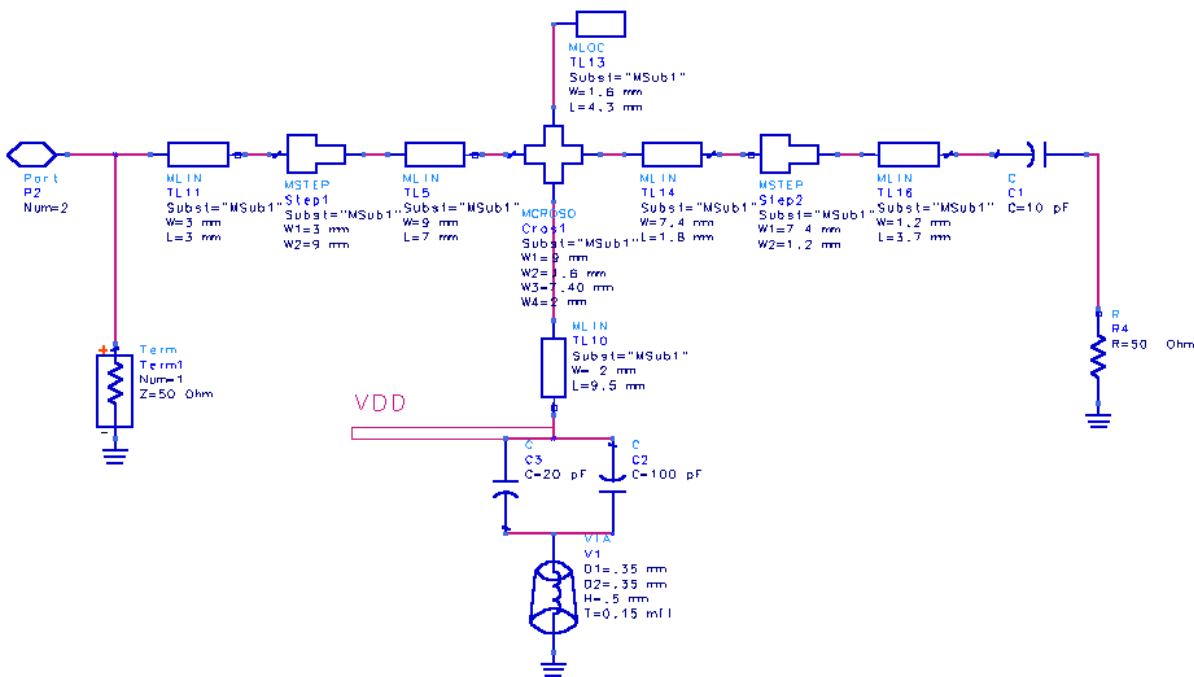 MLOC
TL13
Subst="MSub1"
W=1.6 mm
L=4.3 mm
Port
P2
Num=2
MLIN
TL11
Subst="MSub1"
W=3 mm
L=3 mm
MSTEP
Step1
Subst="MSub1"
W1=3 mm
W2=9 mm
MLIN
TL5
Subst="MSub1"
W=9 mm
L=7 mm
MCROSO
Cros1
Subst="MSub1"
W1=9 mm
W2=1.6 mm
W3=7.40 mm
W4=2 mm
MLIN
TL14
Subst="MSub1"
W=7.4 mm
L=1.8 mm
MSTEP
Step2
Subst="MSub1"
W1=7.4 mm
W2=1.2 mm
MLIN
TL16
Subst="MSub1"
W=1.2 mm
L=3.7 mm
C
C1
C=10 pF
R
R4
R=50 Ohm
+
Term
Term1
Num=1
Z=50 Ohm
-
MLIN
TL10
Subst="MSub1"
W= 2 mm
L=9.5 mm
VDD
C
C3
C=20 pF
C
C2
C=100 pF
VIA
V1
D1=.35 mm
D2=.35 mm
H=.5 mm
T=0.15 mil